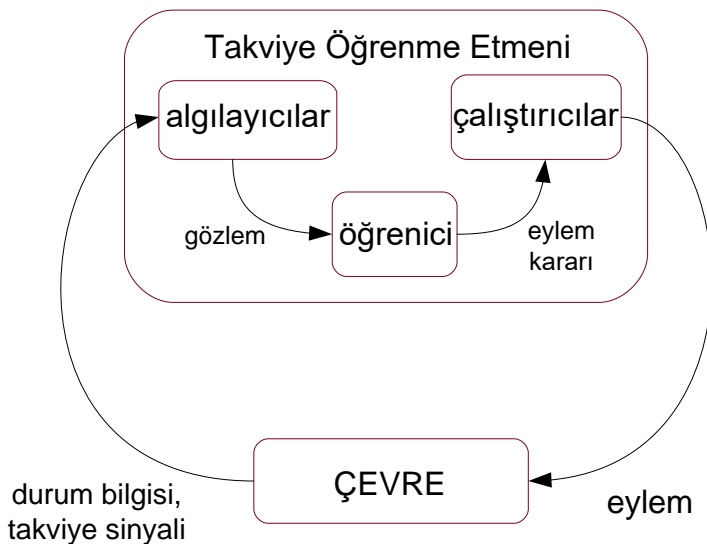 Takviye Öğrenme Etmeni
algılayıcılar
çalıştırıcılar
gözlem
öğrenici
eylem
kararı
ÇEVRE
durum bilgisi,
takviye sinyali
eylem